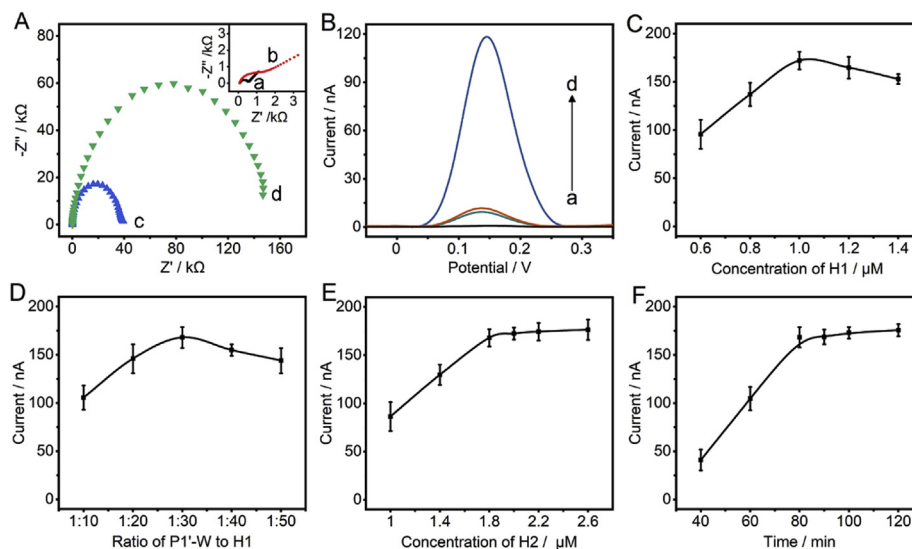 A
-Z" / kΩ
80
60
40
20
0
0
40
80
120
160
Z' / kΩ
c
d
-Z" /kΩ
3
2
1
0
0
1
2
3
Z' /kΩ
b
a
B
Current / nA
120
90
60
30
0
0
0.1
0.2
0.3
Potential / V
d
a
C
Current / nA
200
150
100
50
0
0.6
0.8
1.0
1.2
1.4
Concentration of H1 / μM
D
Current / nA
200
150
100
50
0
1:10
1:20
1:30
1:40
1:50
Ratio of P1'-W to H1
E
Current / nA
200
150
100
50
0
1
1.4
1.8
2.2
2.6
Concentration of H2 / μM
F
Current / nA
200
150
100
50
0
40
60
80
100
120
Time / min